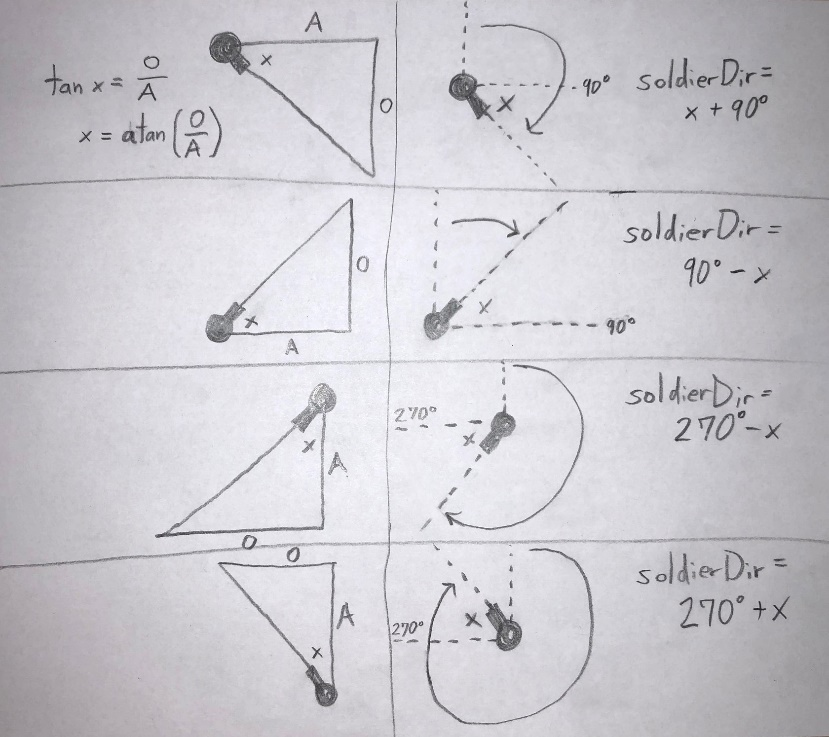 tan x = O/A
x = atan (O/A)
A
x
O
90°
x
soldierDir =
x + 90°
O
x
A
x
90°
soldierDir =
90° - x
x
A
O
270°
x
soldierDir =
270° - x
O
A
x
270°
x
soldierDir =
270° + x